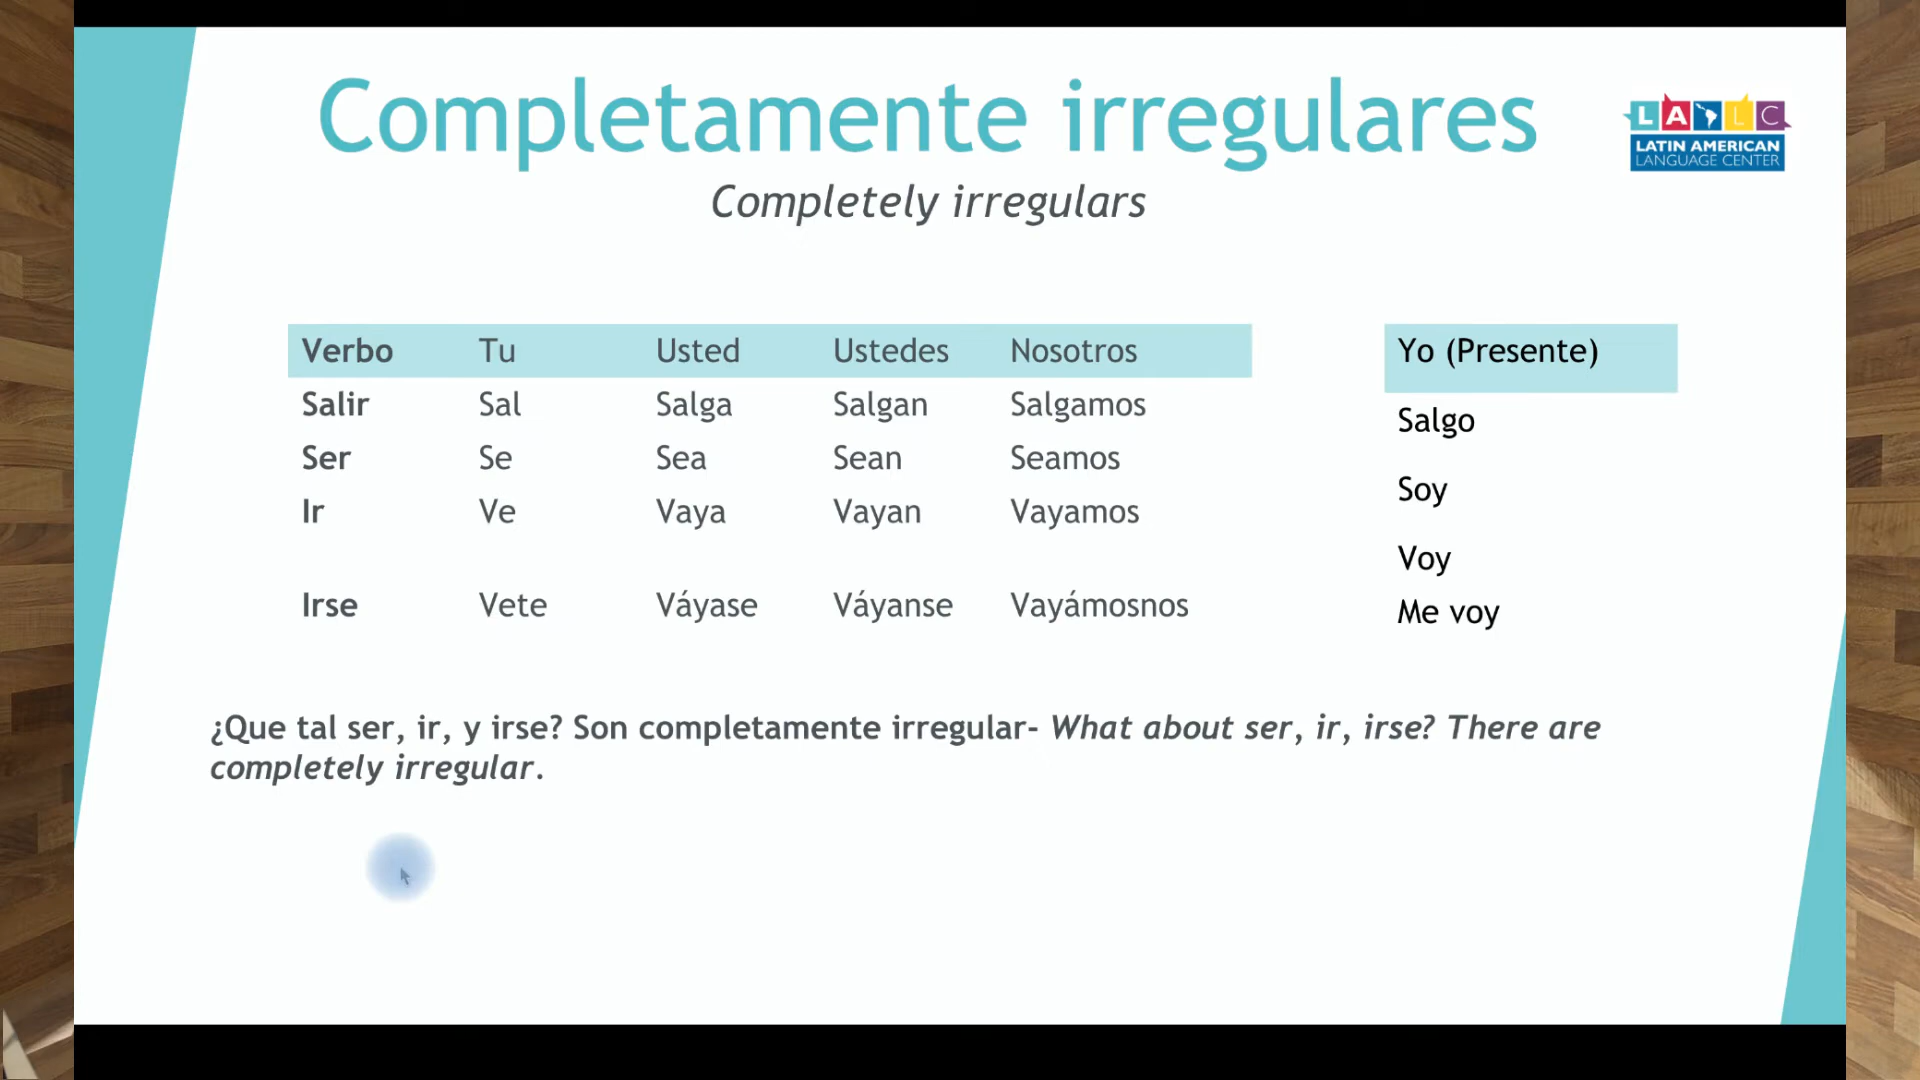 Completamente irregulares
LALC
LATIN AMERICAN
LANGUAGE CENTER
Completely irregulars
Verbo Tu Usted Ustedes Nosotros
Salir Sal Salga Salgan Salgamos
Ser Se Sea Sean Seamos
Ir Ve Vaya Vayan Vayamos
Irse Vete Váyase Váyanse Vayámosnos
Yo (Presente)
Salgo
Soy
Voy
Me voy
¿Que tal ser, ir, y irse? Son completamente irregular- What about ser, ir, irse? There are
completely irregular.